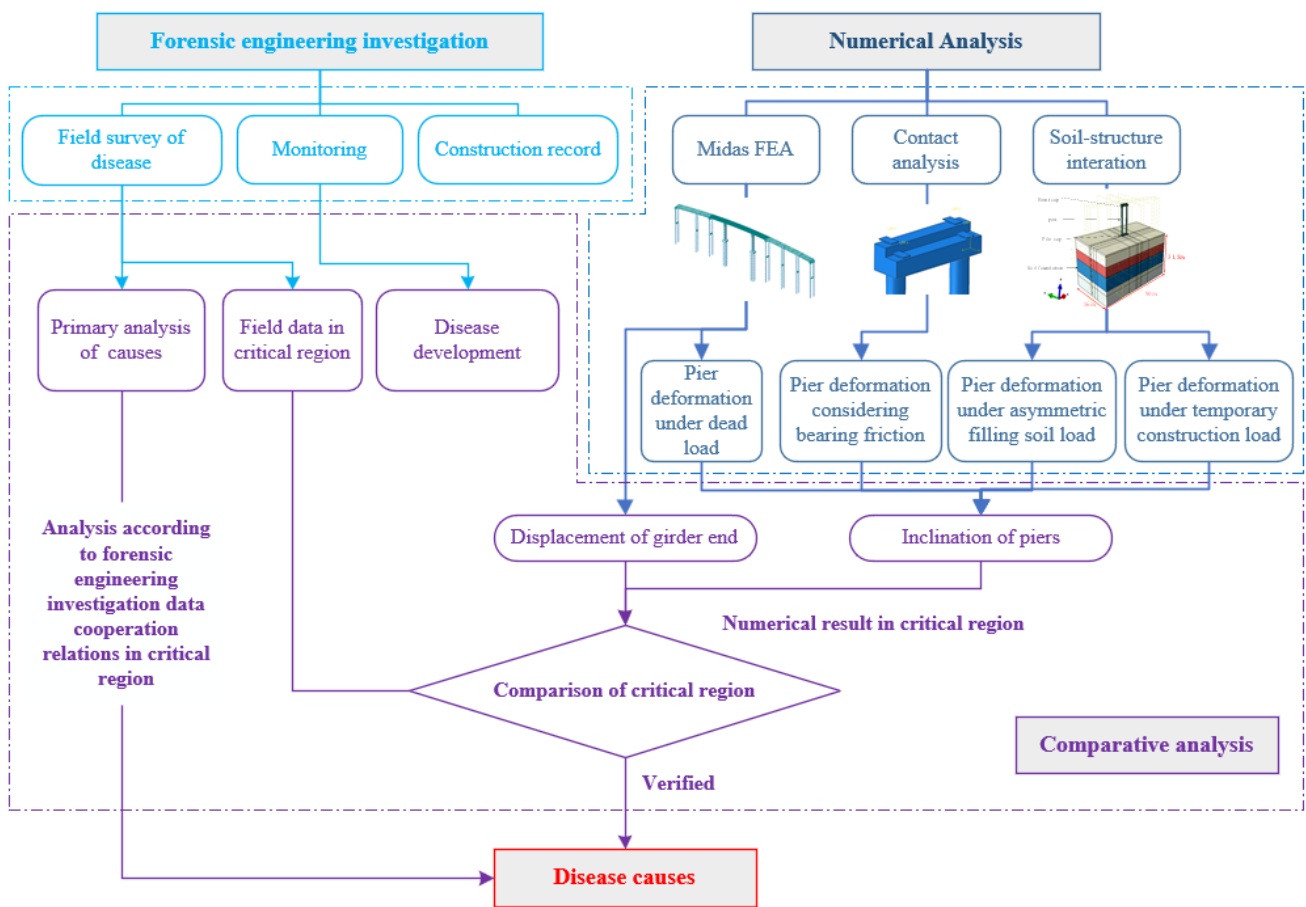 Forensic engineering investigation
Numerical Analysis
Field survey of
disease
Monitoring
Construction record
Midas FEA
Contact
analysis
Soil-structure
interation
Pile cap
Primary analysis
of causes
Field data in
critical region
Disease
development
Pier
deformation
under dead
load
Pier deformation
considering
bearing friction
Pier deformation
under asymmetric
filling soil load
Pier deformation
under temporary
construction load
Analysis according
to forensic
engineering
investigation data
cooperation
relations in critical
region
Displacement of girder end
Inclination of piers
Numerical result in critical region
Comparison of critical region
Comparative analysis
Verified
Disease causes